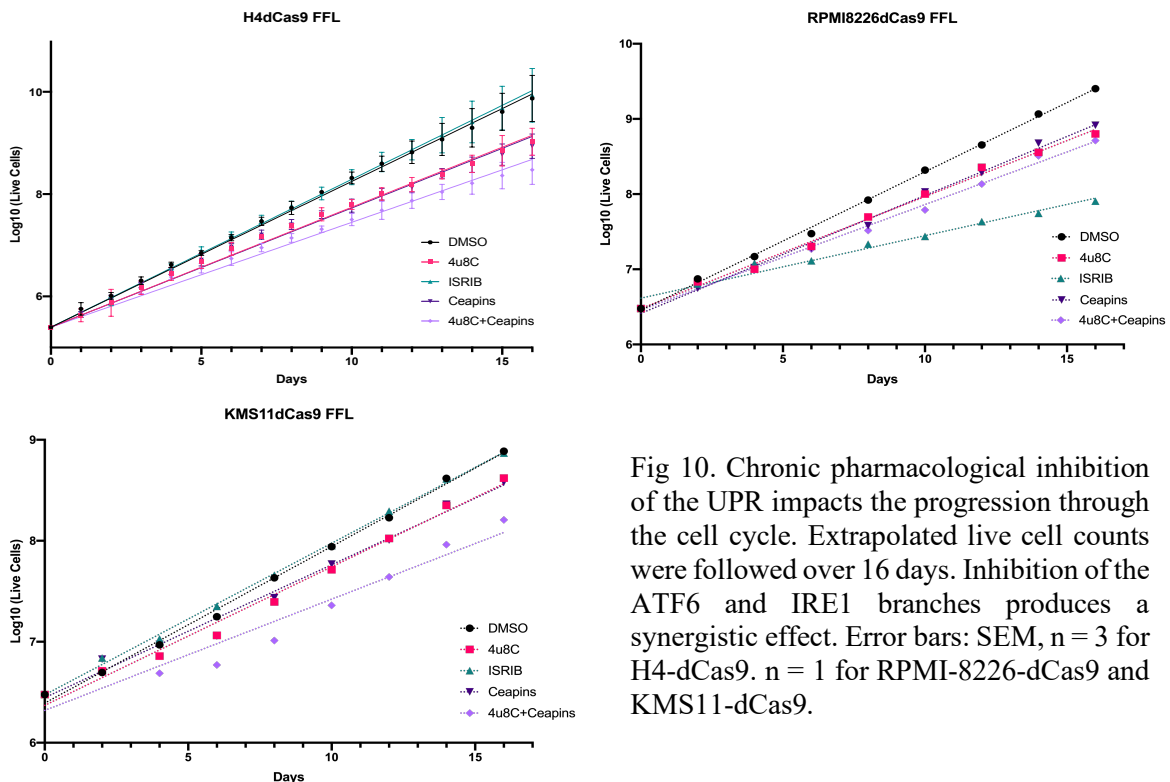 H4dCas9 FFL
Log10 (Live Cells)
10
8
6
0
5
10
15
Days
DMSO
4u8C
ISRIB
Ceapins
4u8C+Ceapins
RPMI8226dCas9 FFL
Log10 (Live Cells)
10
9
8
7
6
0
5
10
15
Days
DMSO
4u8C
ISRIB
Ceapins
4u8C+Ceapins
KMS11dCas9 FFL
Log10 (Live Cells)
9
8
7
6
0
5
10
15
Days
DMSO
4u8C
ISRIB
Ceapins
4u8C+Ceapins
Fig 10. Chronic pharmacological inhibition
of the UPR impacts the progression through
the cell cycle. Extrapolated live cell counts
were followed over 16 days. Inhibition of the
ATF6 and IRE1 branches produces a
synergistic effect. Error bars: SEM, n = 3 for
H4-dCas9. n = 1 for RPMI-8226-dCas9 and
KMS11-dCas9.